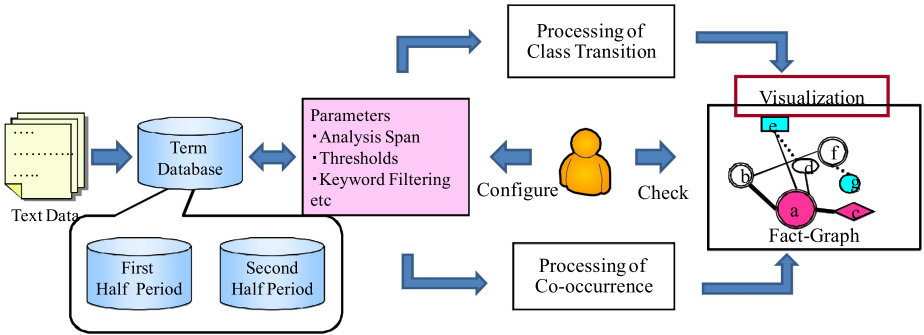 Processing of
Class Transition
Visualization
Parameters
・Analysis Span
・Thresholds
・Keyword Filtering
etc
Term
Database
Text Data
Configure
Check
e
f
d
b
g
a
c
Fact-Graph
First
Half Period
Second
Half Period
Processing of
Co-occurrence